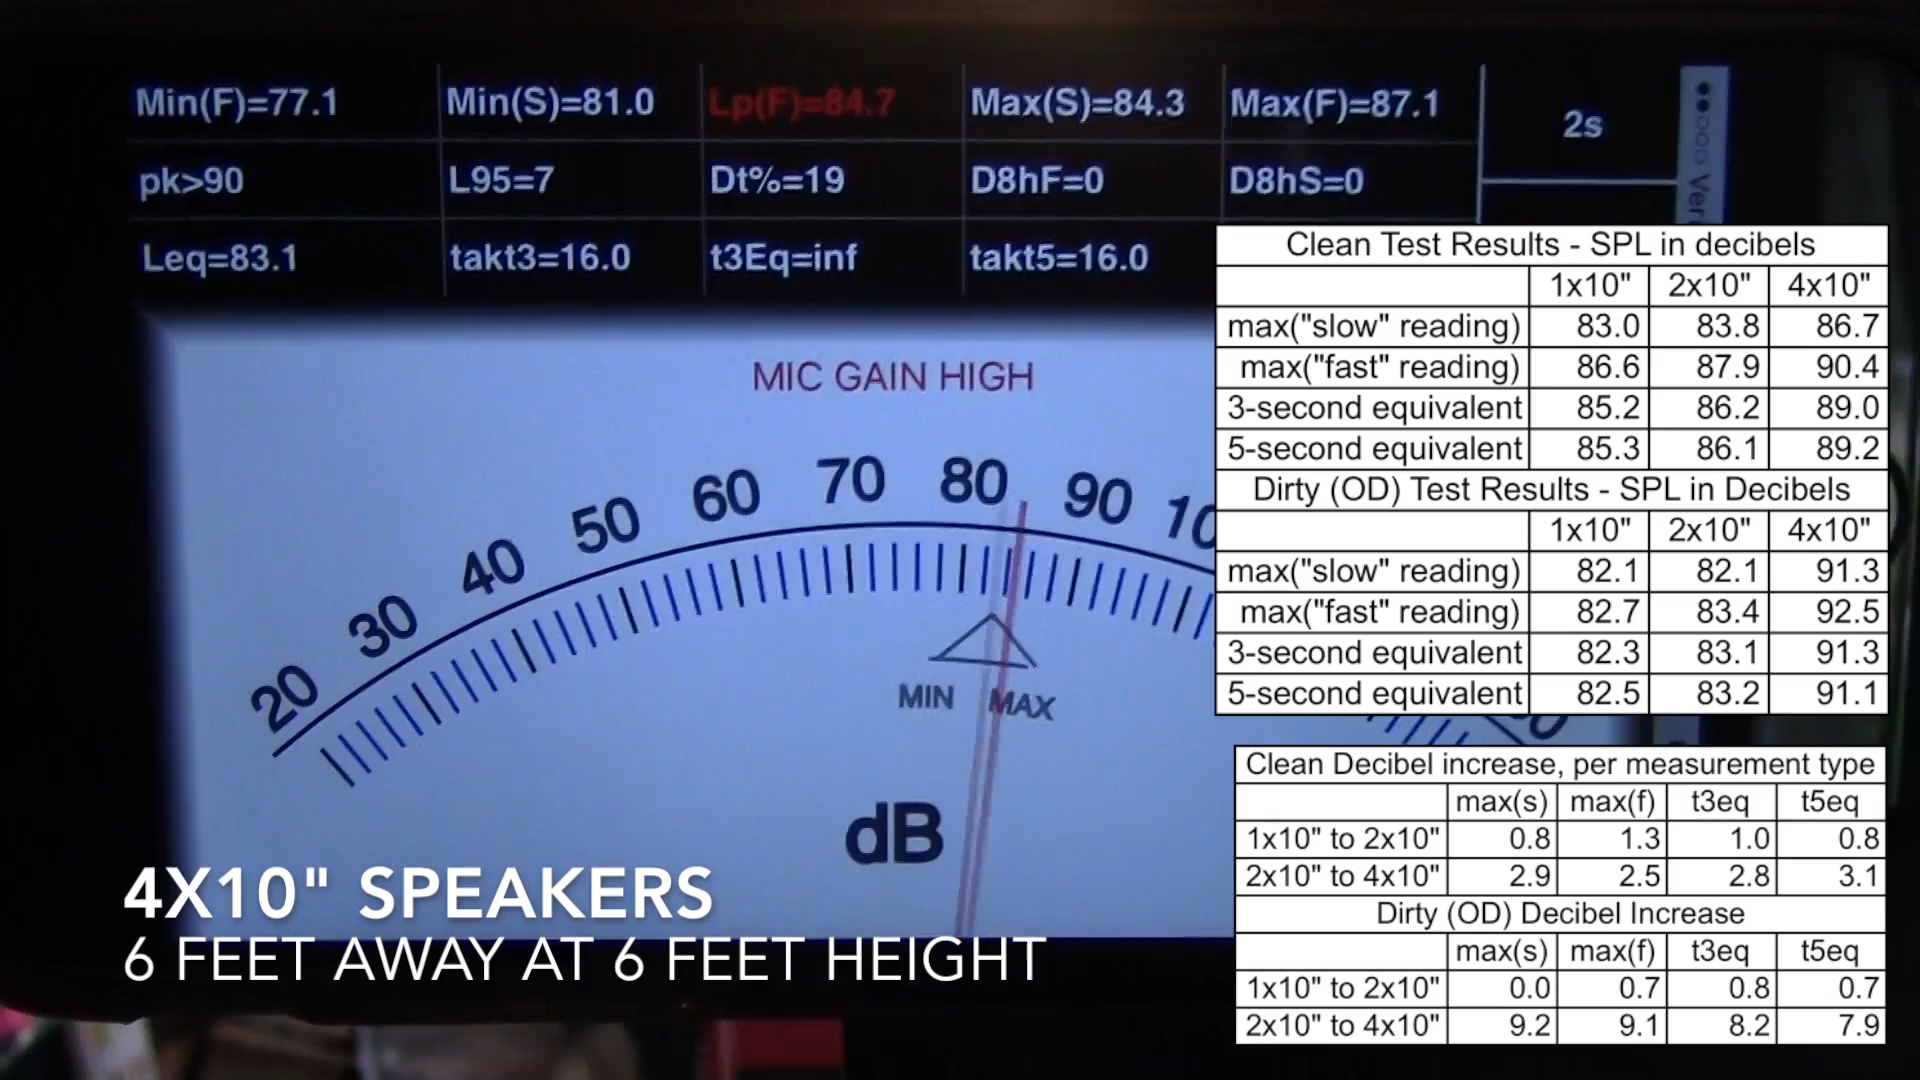 Min(F)=77.1 Min(S)=81.0 Lp(F)=84.7 Max(S)=84.3 Max(F)=87.1 2s
pk>90 L95=7 Dt%=19 D8hF=0 D8hS=0
Leq=83.1 takt3=16.0 t3Eq=inf takt5=16.0
MIC GAIN HIGH
20 30 40 50 60 70 80 90
MIN MAX
dB
4X10" SPEAKERS
6 FEET AWAY AT 6 FEET HEIGHT
Clean Test Results - SPL in decibels
1x10" 2x10" 4x10"
max("slow" reading) 83.0 83.8 86.7
max("fast" reading) 86.6 87.9 90.4
3-second equivalent 85.2 86.2 89.0
5-second equivalent 85.3 86.1 89.2
Dirty (OD) Test Results - SPL in Decibels
1x10" 2x10" 4x10"
max("slow" reading) 82.1 82.1 91.3
max("fast" reading) 82.7 83.4 92.5
3-second equivalent 82.3 83.1 91.3
5-second equivalent 82.5 83.2 91.1
Clean Decibel increase, per measurement type
max(s) max(f) t3eq t5eq
1x10" to 2x10" 0.8 1.3 1.0 0.8
2x10" to 4x10" 2.9 2.5 2.8 3.1
Dirty (OD) Decibel Increase
max(s) max(f) t3eq t5eq
1x10" to 2x10" 0.0 0.7 0.8 0.7
2x10" to 4x10" 9.2 9.1 8.2 7.9